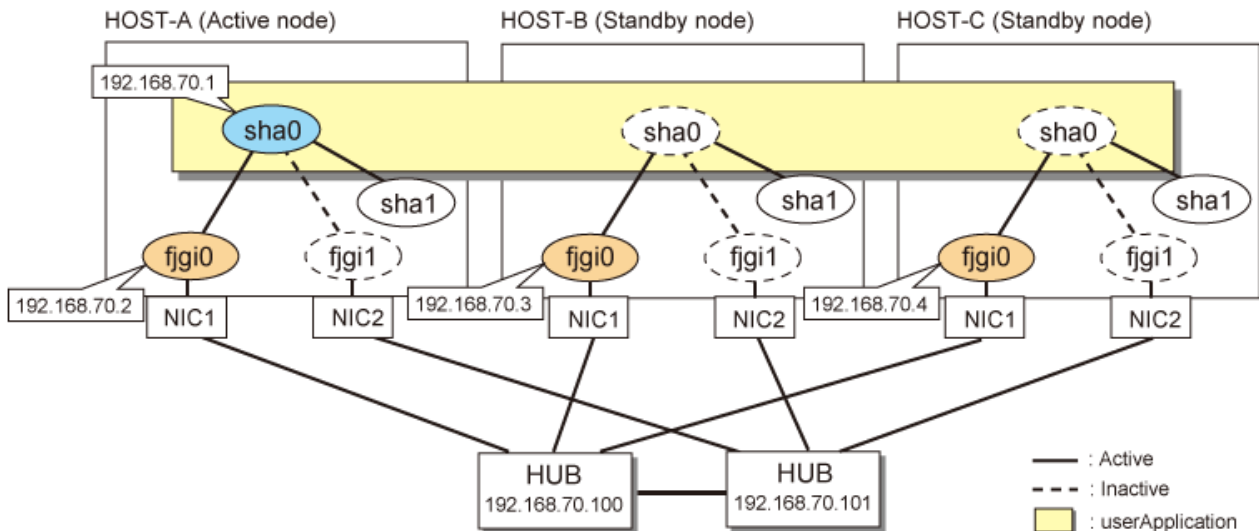 HOST-A (Active node)
HOST-B (Standby node)
HOST-C (Standby node)
192.168.70.1
sha0
sha0
sha0
sha1
sha1
sha1
fjgi0
fjgi1
fjgi0
fjgi1
fjgi0
fjgi1
192.168.70.2
192.168.70.3
192.168.70.4
NIC1
NIC2
NIC1
NIC2
NIC1
NIC2
HUB
192.168.70.100
HUB
192.168.70.101
: Active
: Inactive
: userApplication